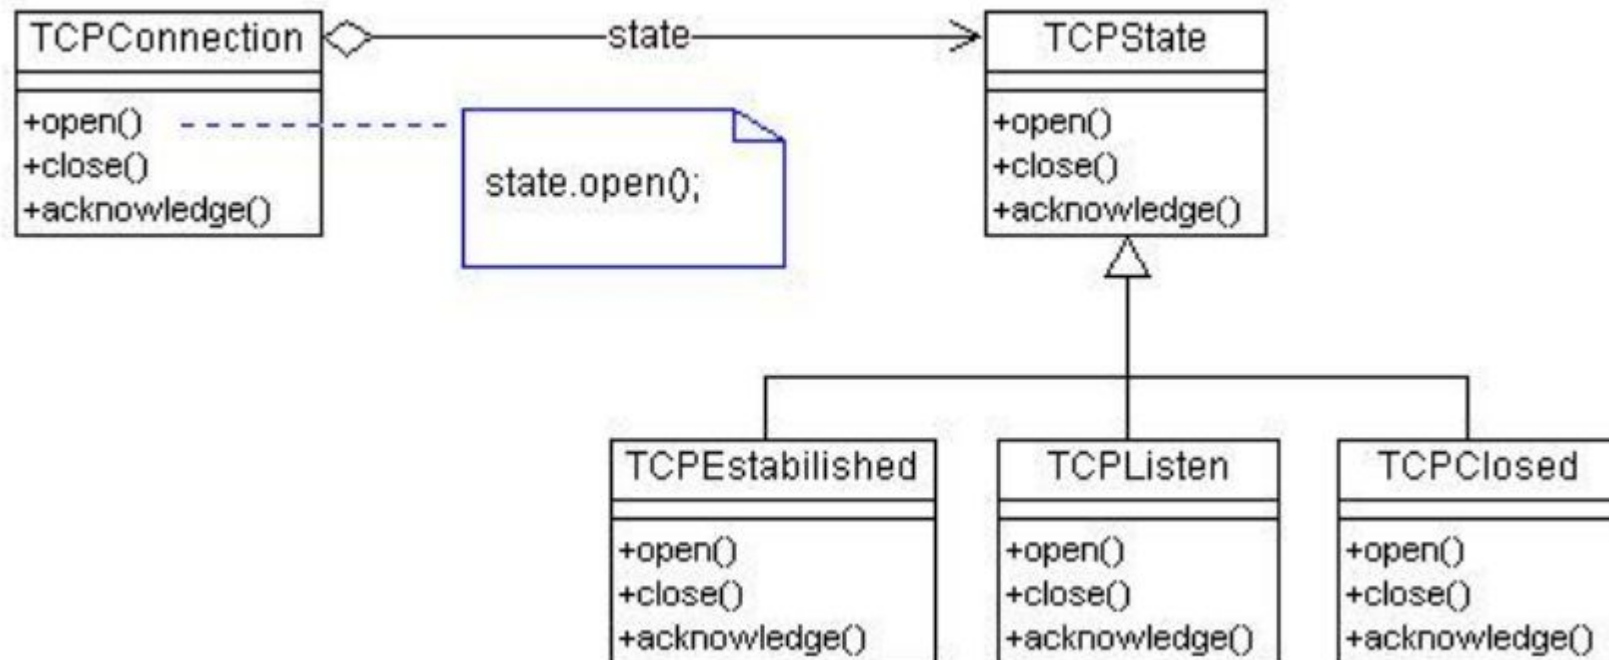 TCPConnection
state
TCPState
+open()
+close()
+acknowledge()
state.open();
+open()
+close()
+acknowledge()
TCPEstabilished
TCPListen
TCPClosed
+open()
+close()
+acknowledge()
+open()
+close()
+acknowledge()
+open()
+close()
+acknowledge()